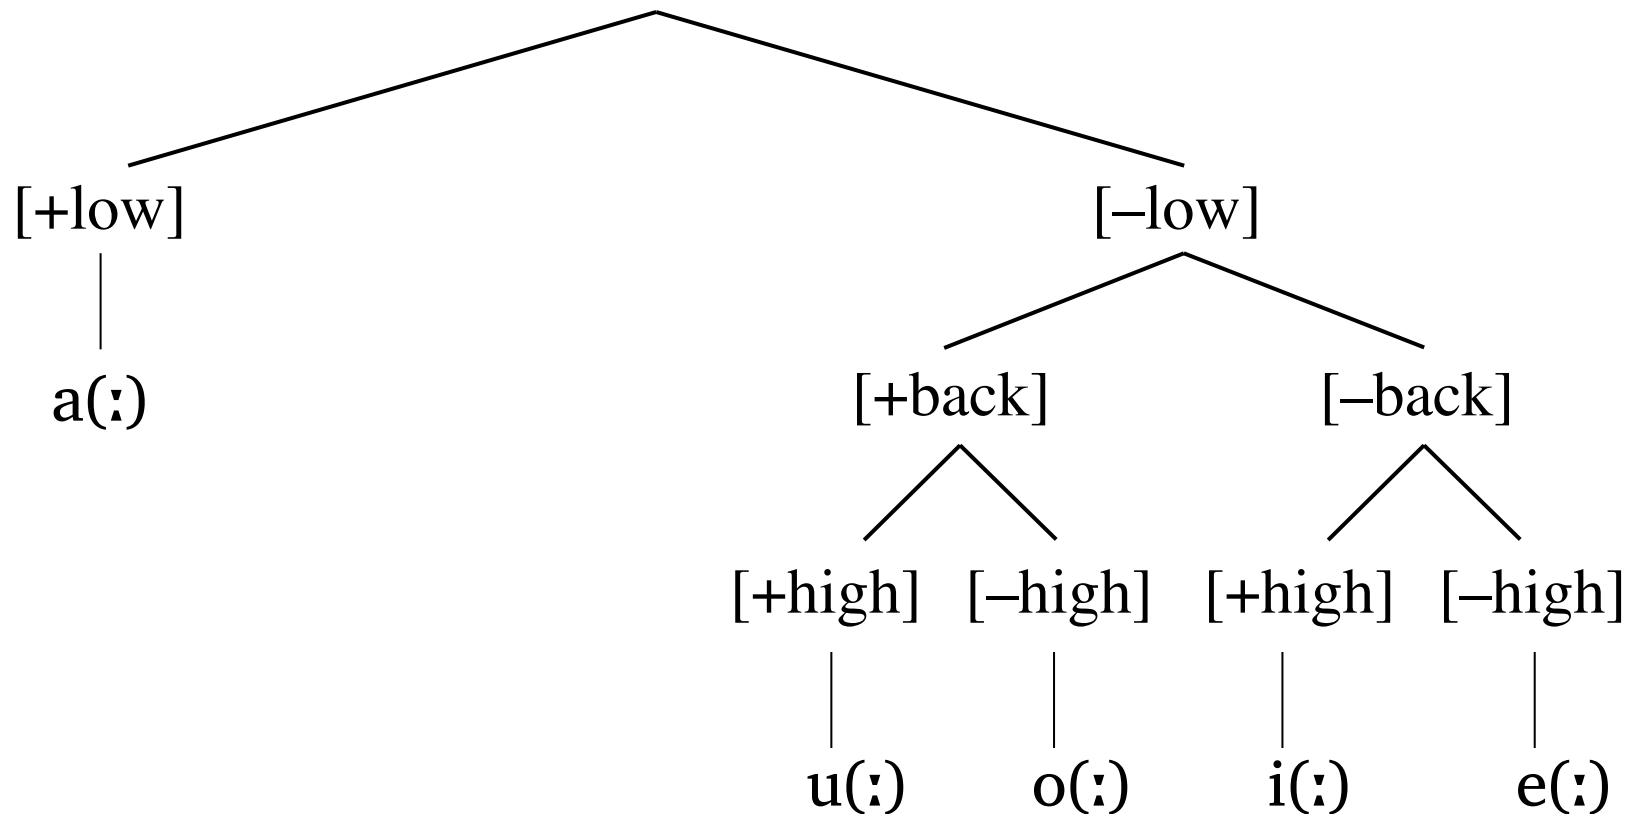 [+low] [–low]
a(ː)
[+back] [–back]
[+high] [–high] [+high] [–high]
u(ː) o(ː) i(ː) e(ː)